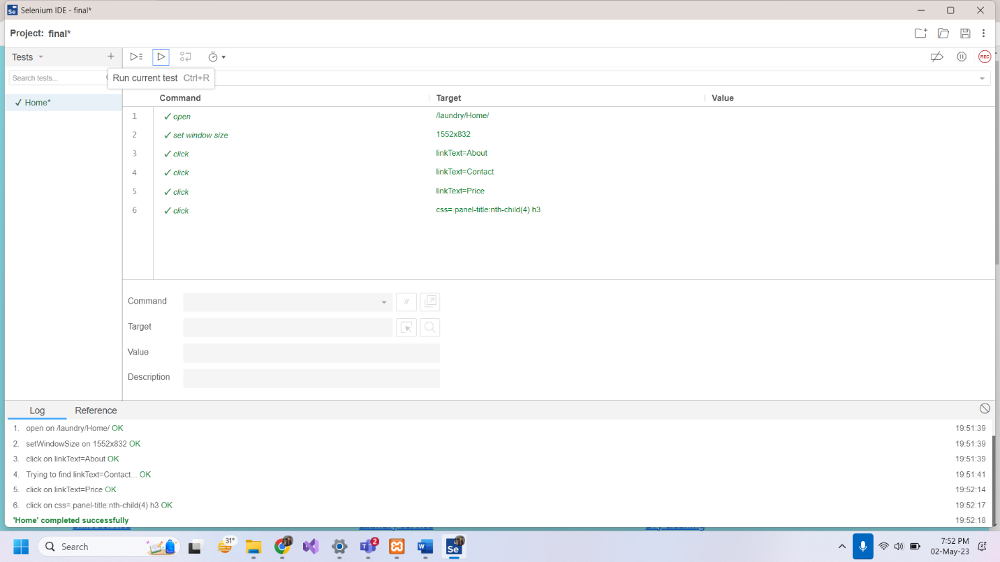 Selenium IDE - final*
Project: final*
Tests
Search tests...
Run current test Ctrl+R
✓ Home*
Command Target Value
1 ✓ open /laundry/Home/
2 ✓ set window size 1552x832
3 ✓ click linkText=About
4 ✓ click linkText=Contact
5 ✓ click linkText=Price
6 ✓ click css=.panel-title:nth-child(4) h3
REC
Command //
Target
Value
Description
Log Reference
1. open on /laundry/Home/ OK 19:51:39
2. setWindowSize on 1552x832 OK 19:51:39
3. click on linkText=About OK 19:51:39
4. Trying to find linkText=Contact... OK 19:51:41
5. click on linkText=Price OK 19:52:14
6. click on css=.panel-title:nth-child(4) h3 OK 19:52:17
'Home' completed successfully 19:52:18
Search
31°
2
Se
7:52 PM
02-May-23